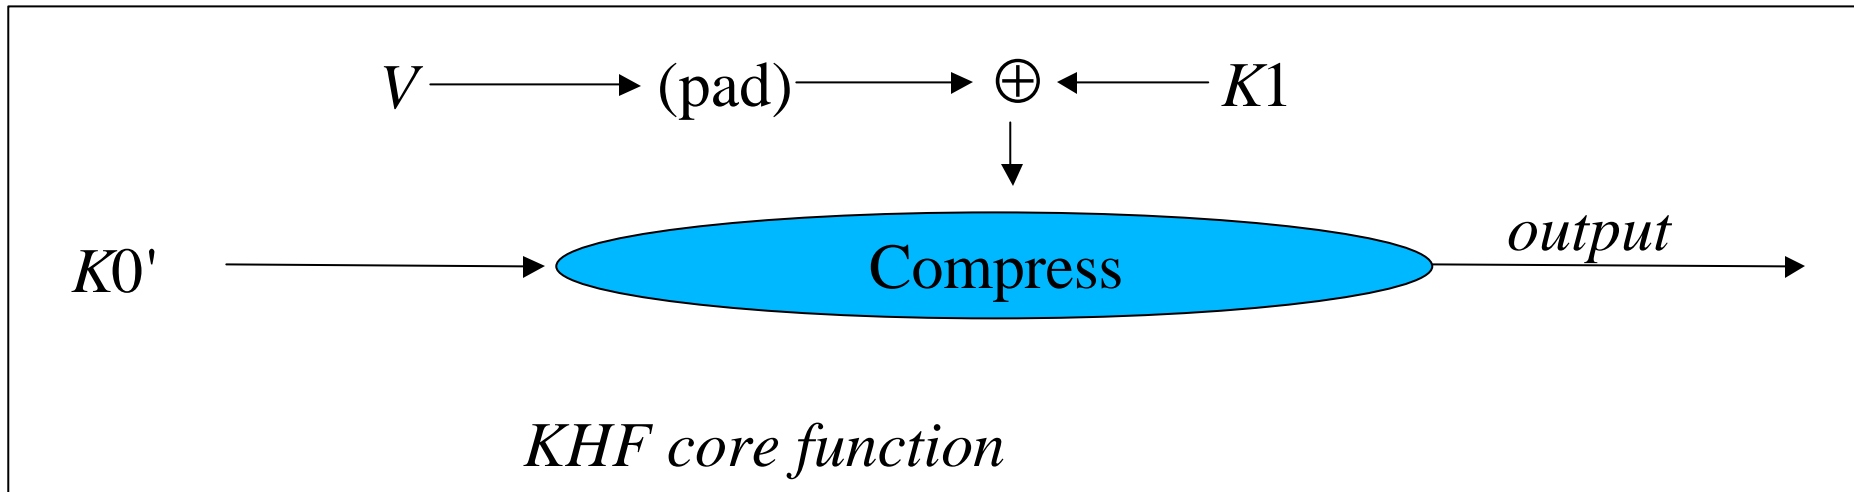 V (pad) ⊕ K1
K0' Compress output
KHF core function